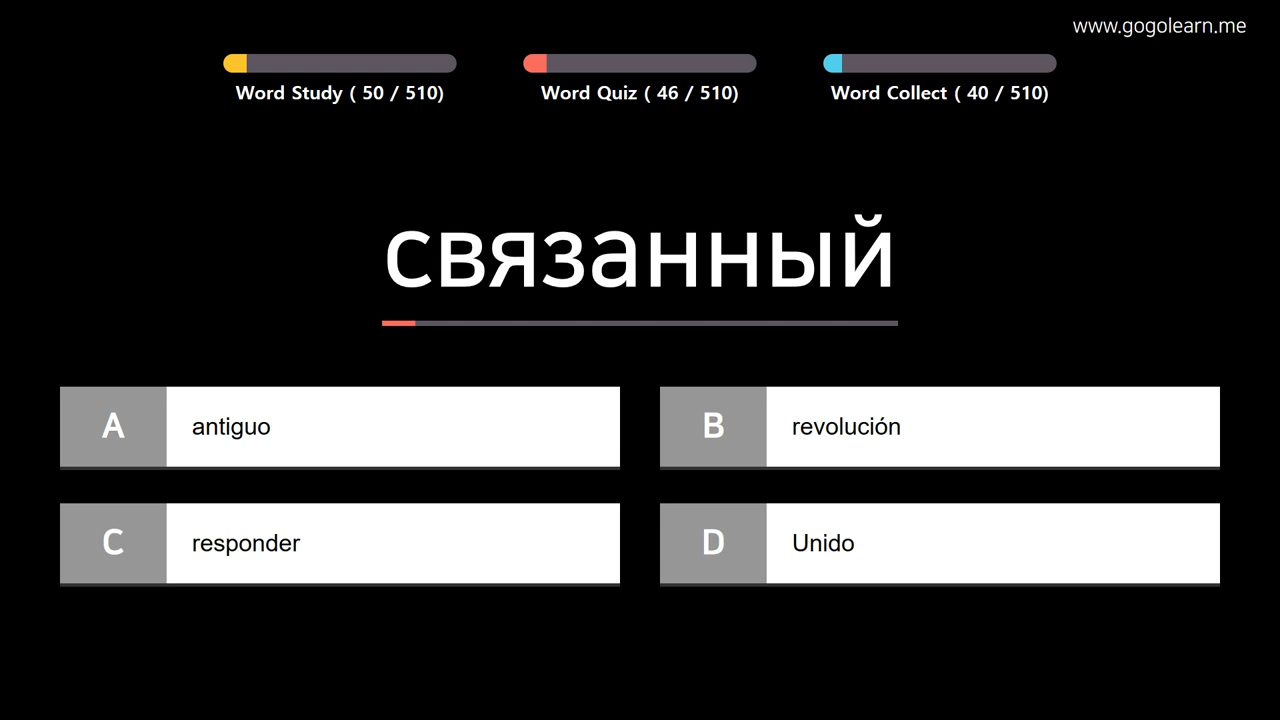 www.gogolearn.me
Word Study ( 50 / 510)
Word Quiz ( 46 / 510)
Word Collect ( 40 / 510)
связанный
A antiguo
B revolución
C responder
D Unido